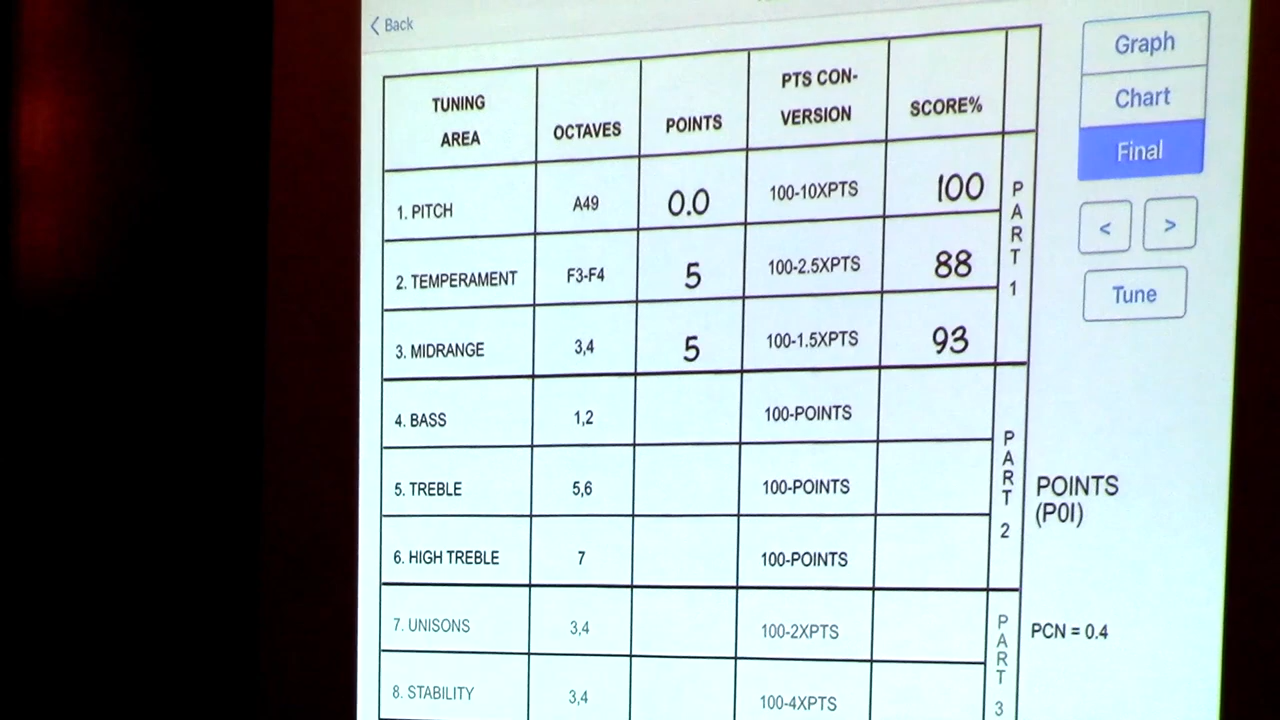 Back
TUNING AREA OCTAVES POINTS PTS CON-VERSION SCORE%
1. PITCH A49 0.0 100-10XPTS 100
2. TEMPERAMENT F3-F4 5 100-2.5XPTS 88
3. MIDRANGE 3,4 5 100-1.5XPTS 93
PART 1
4. BASS 1,2 100-POINTS
5. TREBLE 5,6 100-POINTS
6. HIGH TREBLE 7 100-POINTS
PART 2
7. UNISONS 3,4 100-2XPTS
8. STABILITY 3,4 100-4XPTS
PART 3
Graph
Chart
Final
< >
Tune
POINTS
(P0I)
PCN = 0.4